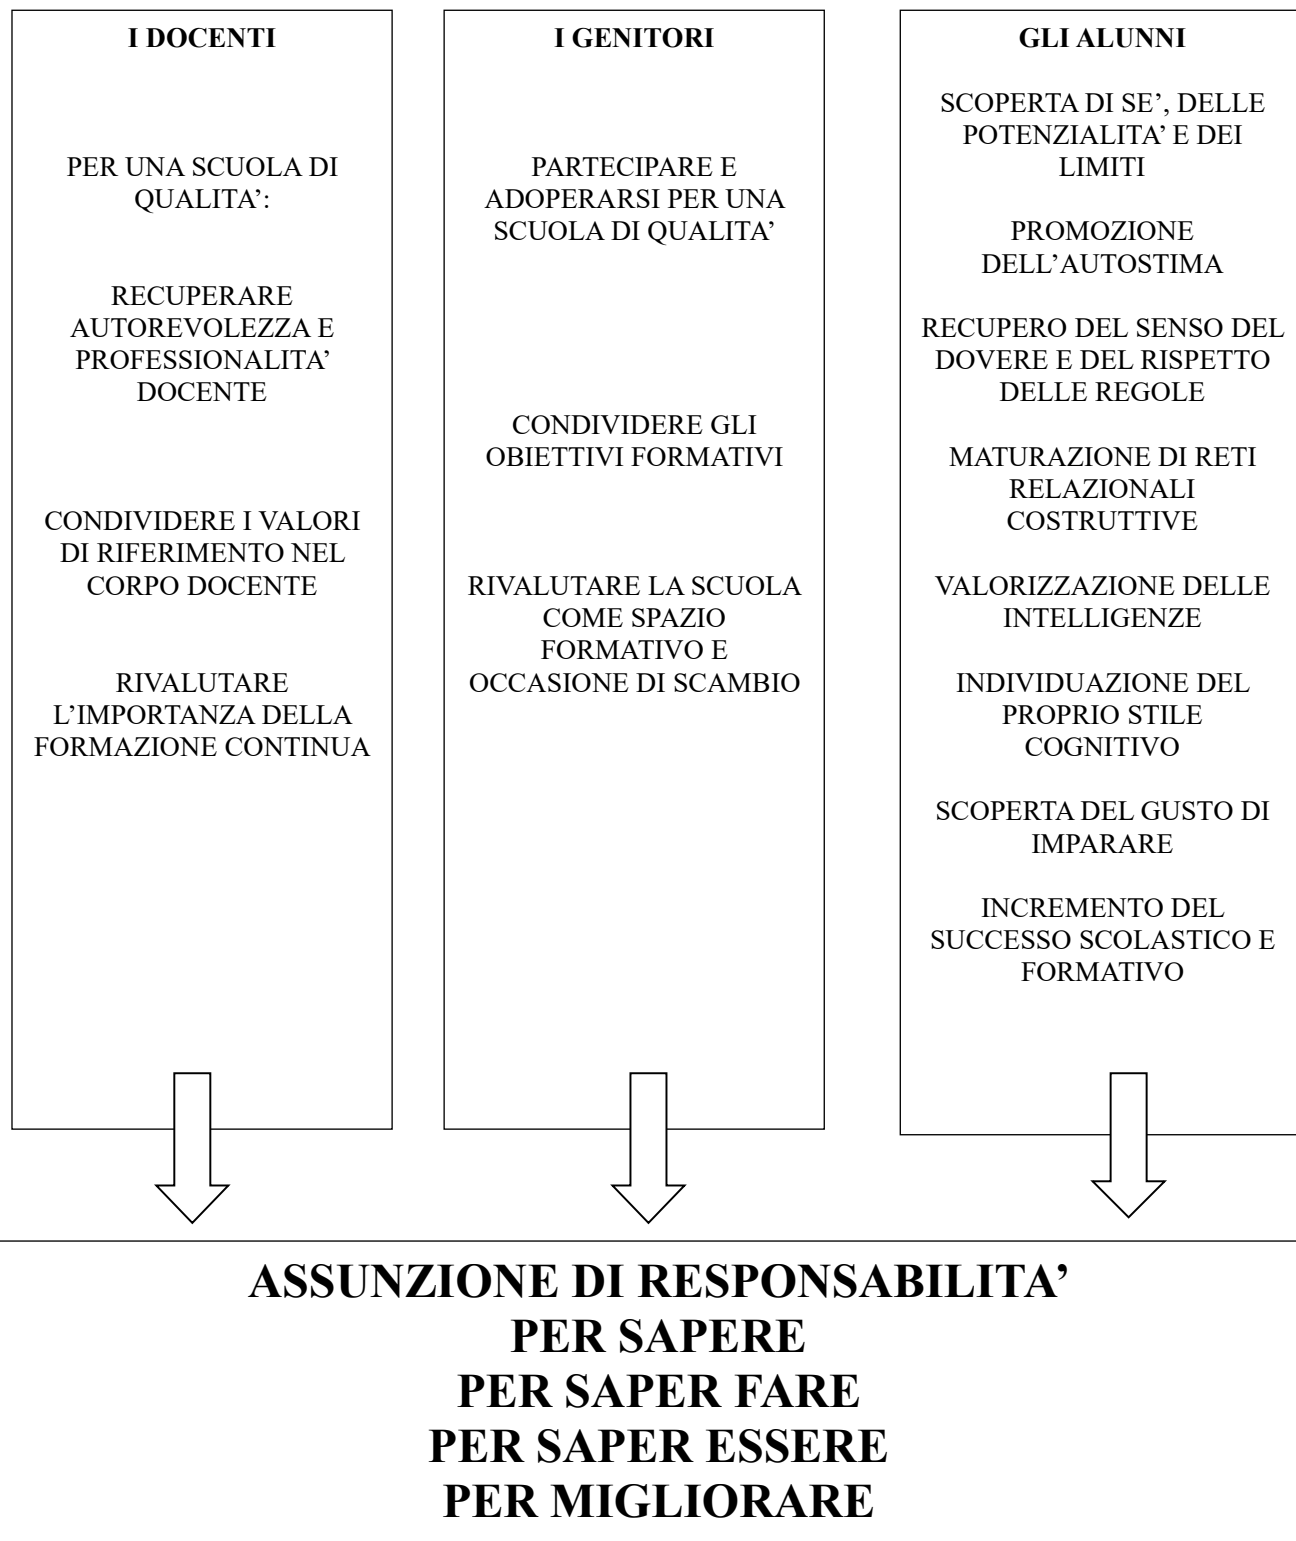 I DOCENTI
PER UNA SCUOLA DI
QUALITA’:
RECUPERARE
AUTOREVOLEZZA E
PROFESSIONALITA’
DOCENTE
CONDIVIDERE I VALORI
DI RIFERIMENTO NEL
CORPO DOCENTE
RIVALUTARE
L’IMPORTANZA DELLA
FORMAZIONE CONTINUA
I GENITORI
PARTECIPARE E
ADOPERARSI PER UNA
SCUOLA DI QUALITA’
CONDIVIDERE GLI
OBIETTIVI FORMATIVI
RIVALUTARE LA SCUOLA
COME SPAZIO
FORMATIVO E
OCCASIONE DI SCAMBIO
GLI ALUNNI
SCOPERTA DI SE’, DELLE
POTENZIALITA’ E DEI
LIMITI
PROMOZIONE
DELL’AUTOSTIMA
RECUPERO DEL SENSO DEL
DOVERE E DEL RISPETTO
DELLE REGOLE
MATURAZIONE DI RETI
RELAZIONALI
COSTRUTTIVE
VALORIZZAZIONE DELLE
INTELLIGENZE
INDIVIDUAZIONE DEL
PROPRIO STILE
COGNITIVO
SCOPERTA DEL GUSTO DI
IMPARARE
INCREMENTO DEL
SUCCESSO SCOLASTICO E
FORMATIVO
ASSUNZIONE DI RESPONSABILITA’
PER SAPERE
PER SAPER FARE
PER SAPER ESSERE
PER MIGLIORARE